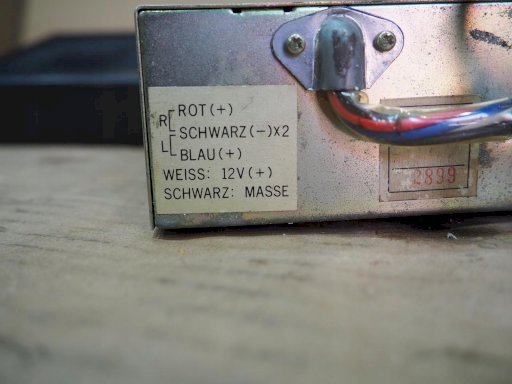 R
ROT(+)
SCHWARZ(−)x2
L
BLAU(+)
WEISS: 12V(+)
SCHWARZ: MASSE
2899